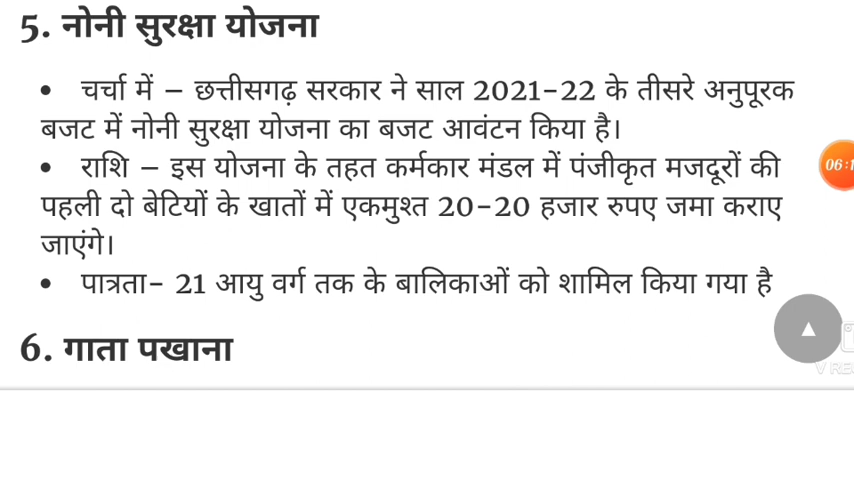 5. नोनी सुरक्षा योजना
• चर्चा में – छत्तीसगढ़ सरकार ने साल 2021-22 के तीसरे अनुपूरक
बजट में नोनी सुरक्षा योजना का बजट आवंटन किया है।
• राशि – इस योजना के तहत कर्मकार मंडल में पंजीकृत मजदूरों की
पहली दो बेटियों के खातों में एकमुश्त 20-20 हजार रुपए जमा कराए
जाएंगे।
• पात्रता- 21 आयु वर्ग तक के बालिकाओं को शामिल किया गया है
6. गाता पखाना